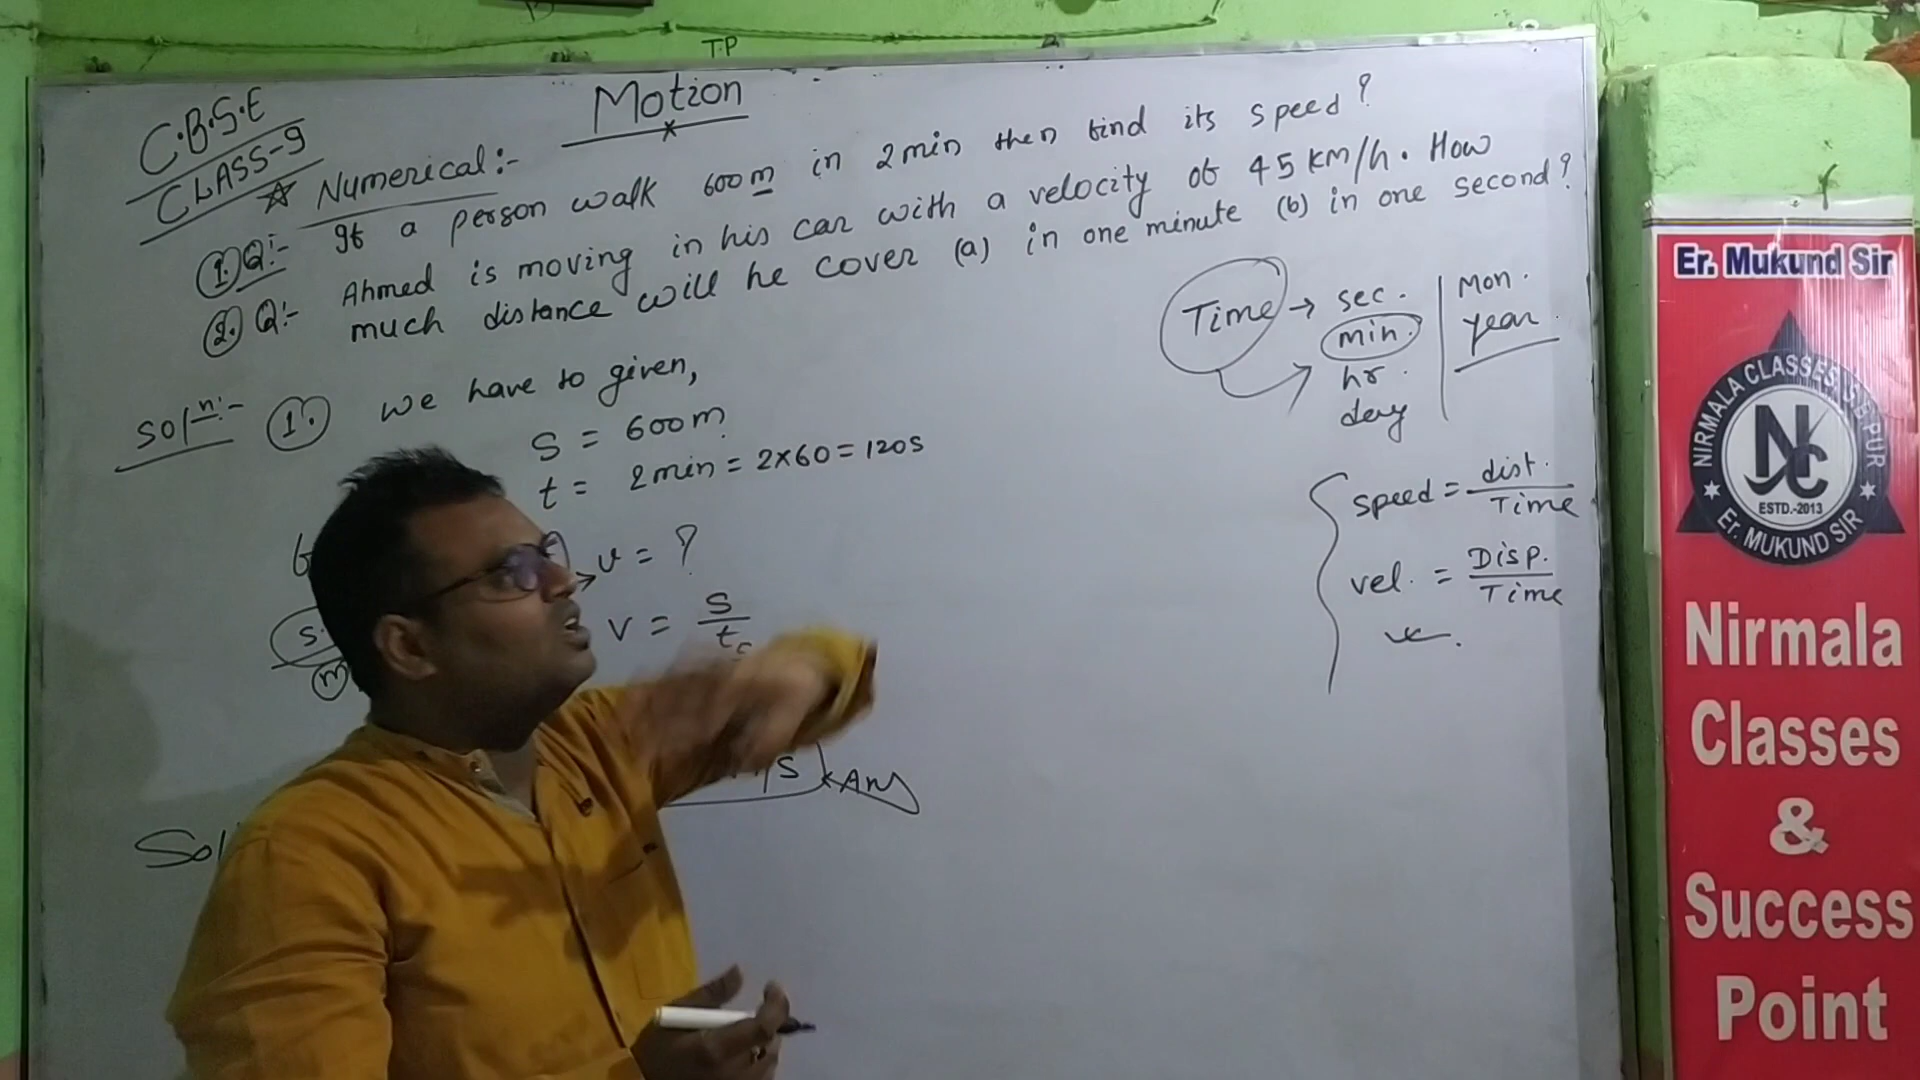 T.P
C.B.S.E
CLASS-9
Motion
Numerical:-
1. Q:- If a person walk 600m in 2min then find its speed?
2. Q:- Ahmed is moving in his car with a velocity of 45 KM/h. How
much distance will he cover (a) in one minute (b) in one second?
Time → sec.
min.
hr.
day
Mon.
year.
Solⁿ:- 1. we have to given,
S = 600m
t = 2min = 2×60 = 120s
v = ?
v = s/t
Ans
Sol
speed = dist./Time
vel. = Disp./Time
Er. Mukund Sir
NIRMALA CLASSES
NC
ESTD.-2013
Er. MUKUND SIR
Nirmala
Classes
&
Success
Point